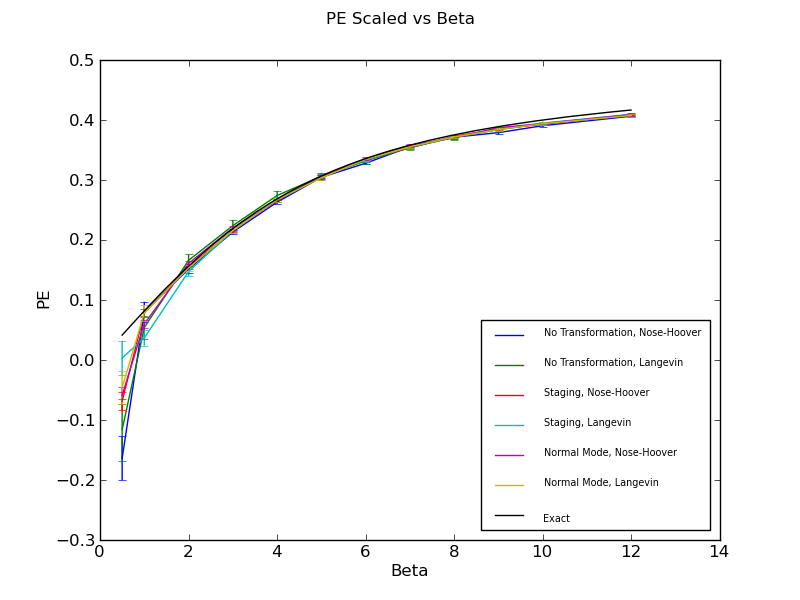 PE Scaled vs Beta
0.5
0.4
0.3
0.2
0.1
0.0
−0.1
−0.2
−0.3
PE
0 2 4 6 8 10 12 14
Beta
No Transformation, Nose-Hoover
No Transformation, Langevin
Staging, Nose-Hoover
Staging, Langevin
Normal Mode, Nose-Hoover
Normal Mode, Langevin
Exact